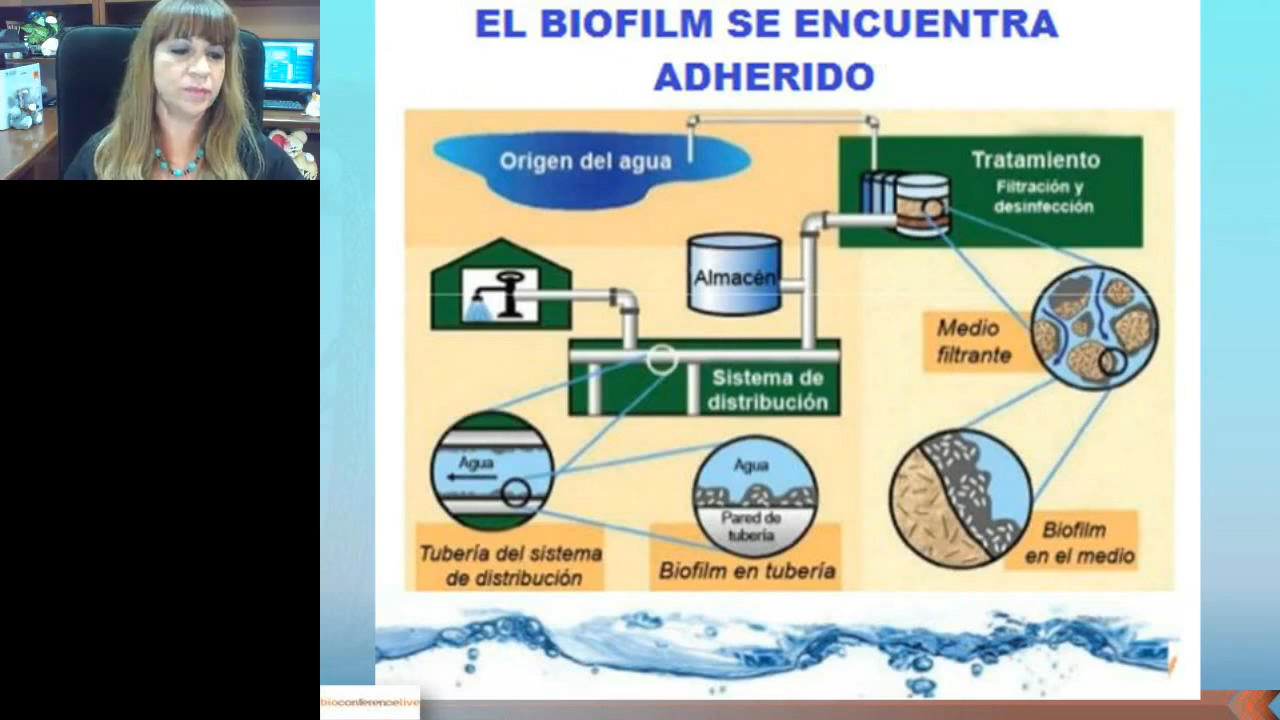 EL BIOFILM SE ENCUENTRA
ADHERIDO
Origen del agua
Tratamiento
Filtración y
desinfección
Almacén
Medio
filtrante
Sistema de
distribución
Agua
Agua
Pared de
tubería
Tubería del sistema
de distribución
Biofilm en tubería
Biofilm
en el medio
bioconferencelive